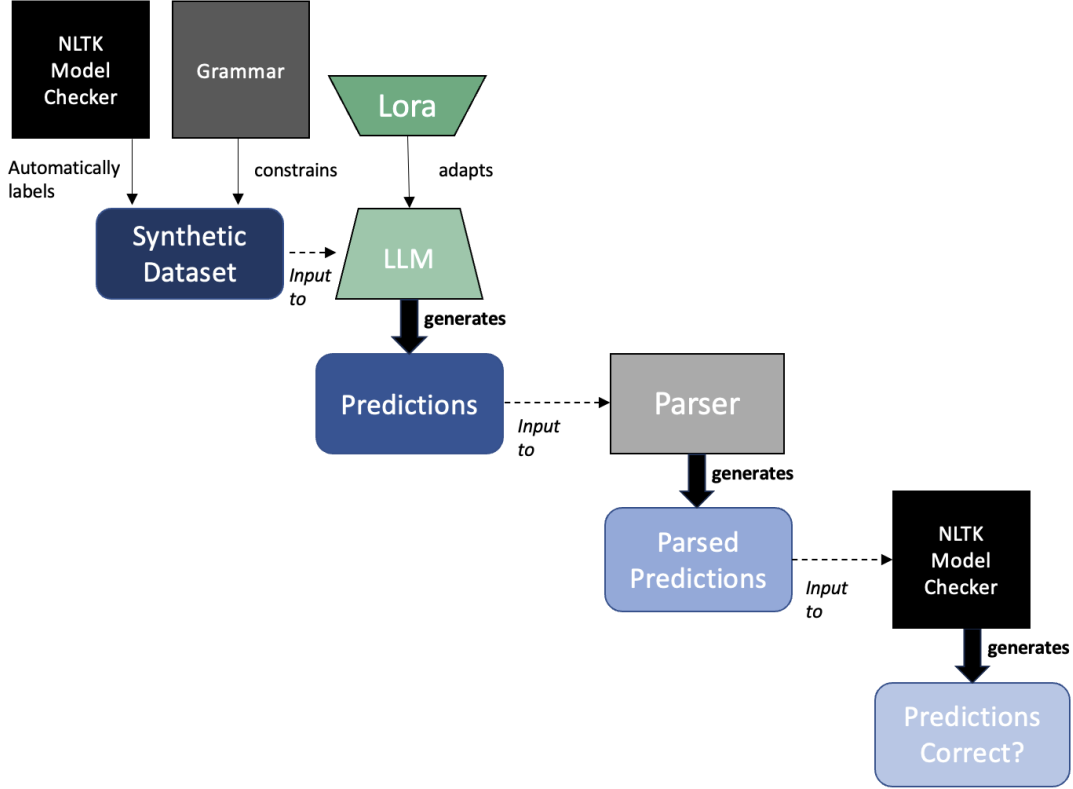 NLTK
Model
Checker
Grammar
Lora
Automatically
labels
constrains
adapts
Synthetic
Dataset
Input
to
LLM
generates
Predictions
Input
to
Parser
generates
Parsed
Predictions
Input
to
NLTK
Model
Checker
generates
Predictions
Correct?